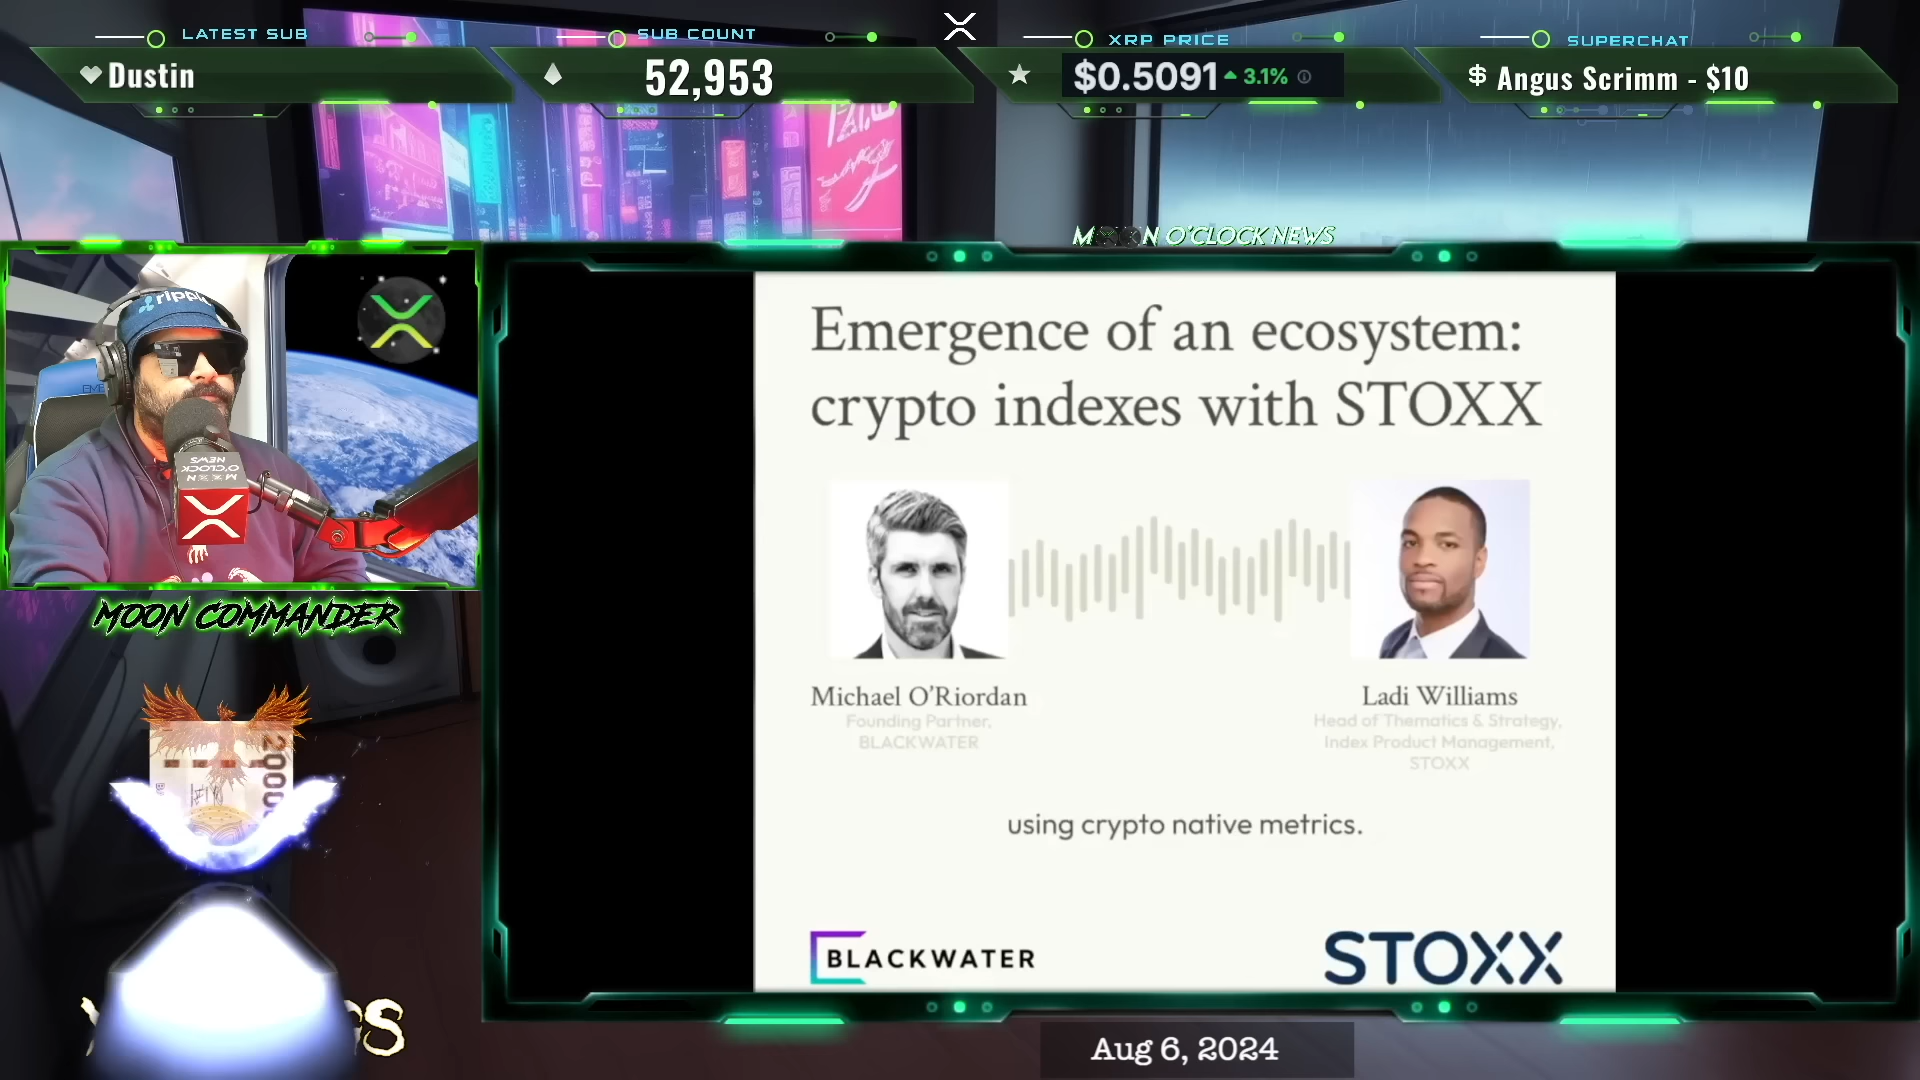 LATEST SUB
Dustin
SUB COUNT
52,953
XRP PRICE
$0.5091 3.1%
SUPERCHAT
Angus Scrimm - $10
O'CLOCK NEWS
ripple
MOON COMMANDER
Emergence of an ecosystem:
crypto indexes with STOXX
Michael O'Riordan
Founding Partner,
BLACKWATER
Ladi Williams
Head of Thematics & Strategy,
Index Product Management,
STOXX
using crypto native metrics.
BLACKWATER
STOXX
Aug 6, 2024